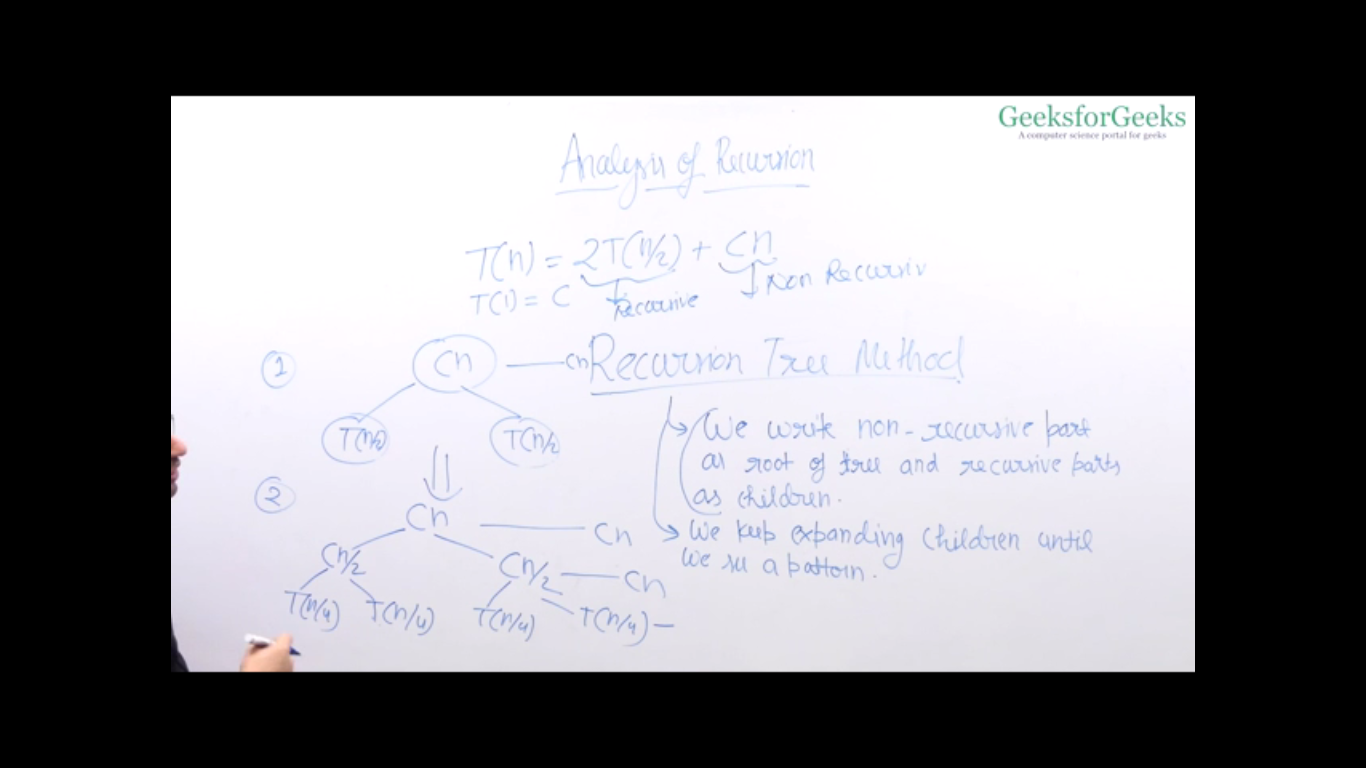 GeeksforGeeks
A computer science portal for geeks
Analysis of Recursion
T(n) = 2T(n/2) + Cn
T(1) = C
Recursive
Non Recursiv
1
Cn
Cn
Recursion Tree Method
T(n/2)
T(n/2)
We write non-recursive part
as root of tree and recursive parts
as children.
2
Cn
Cn
We keep expanding children until
we see a pattern.
Cn/2
Cn/2
Cn
T(n/4)
T(n/4)
T(n/4)
T(n/4)